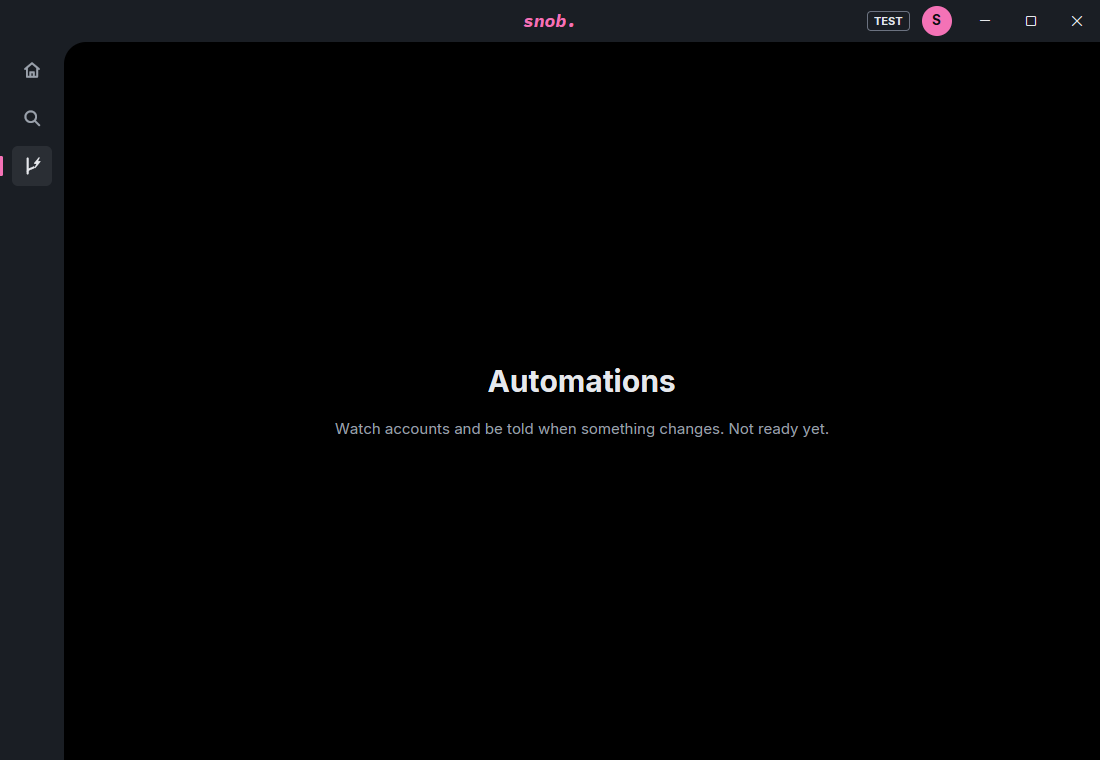 snob.
TEST
S
Automations
Watch accounts and be told when something changes. Not ready yet.